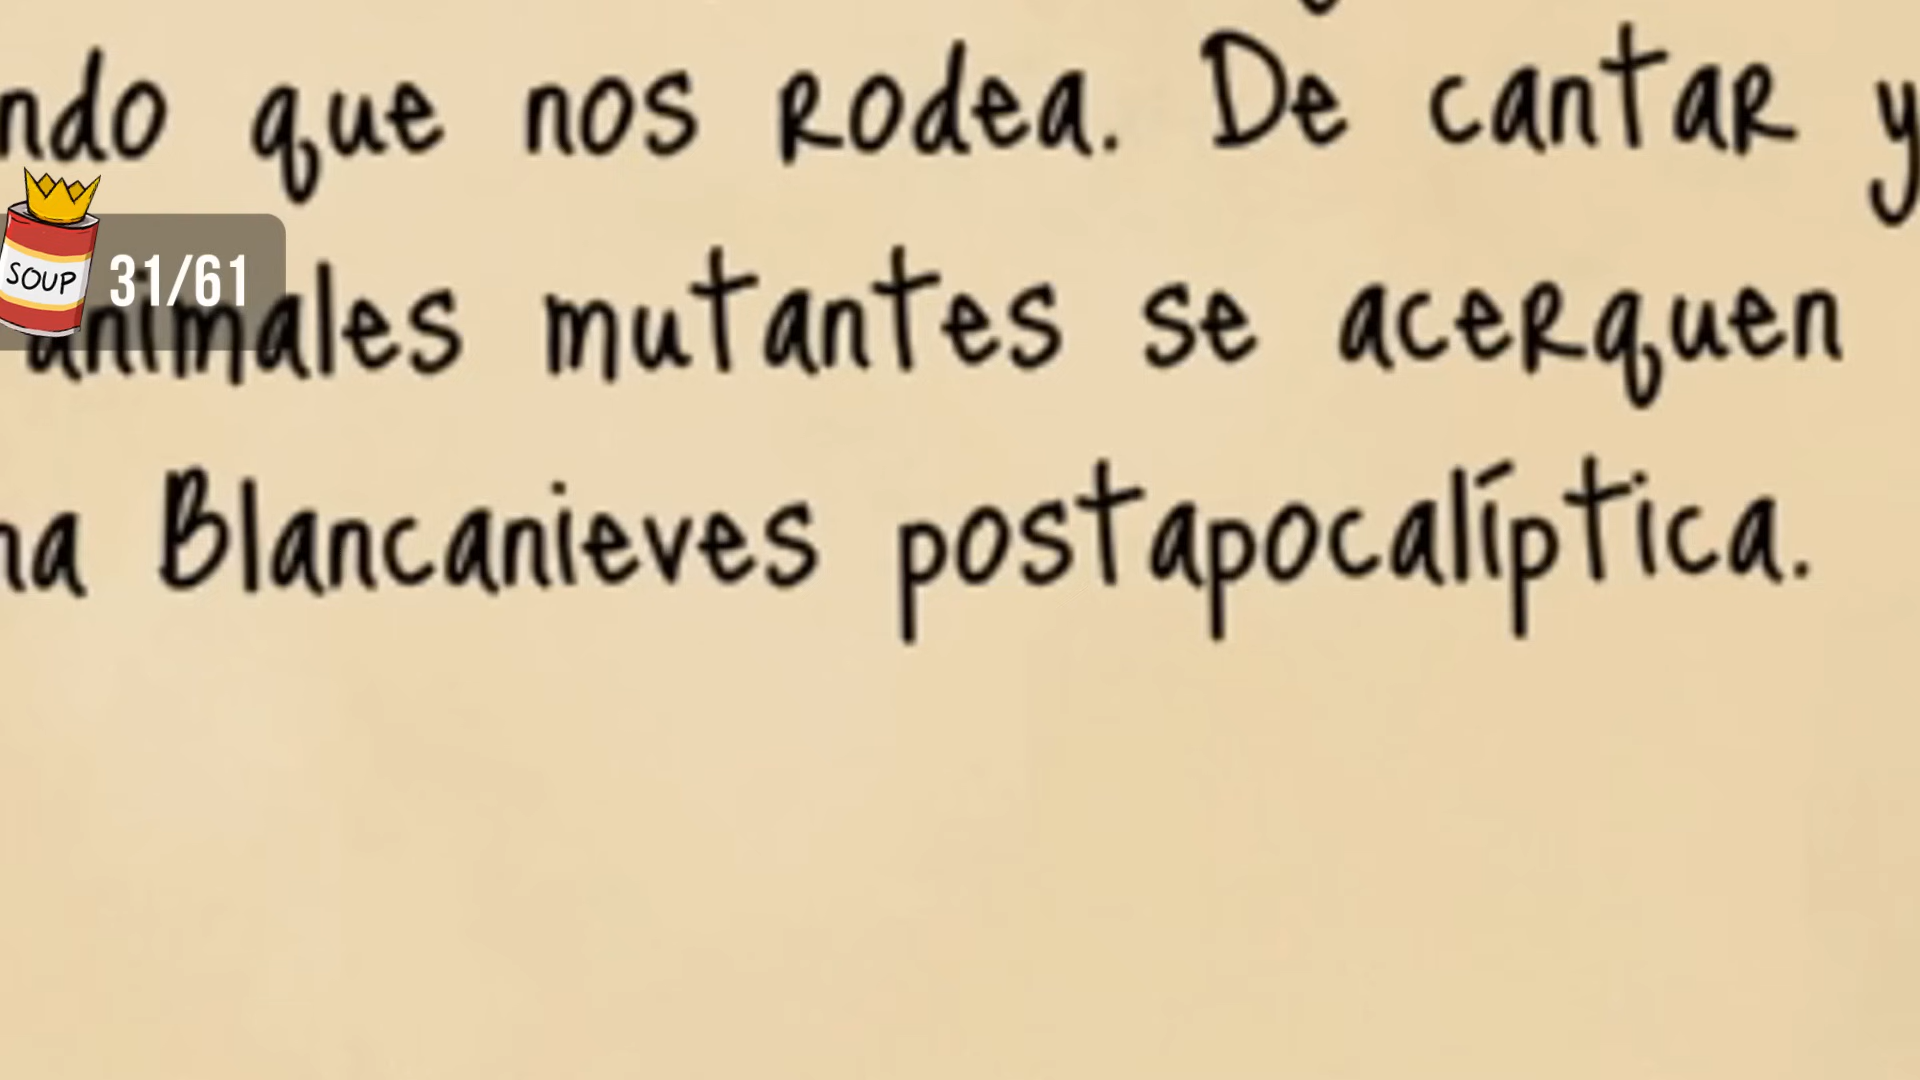 ndo que nos rodea. De cantar y
SOUP 31/61
animales mutantes se acerquen
na Blancanieves postapocalíptica.